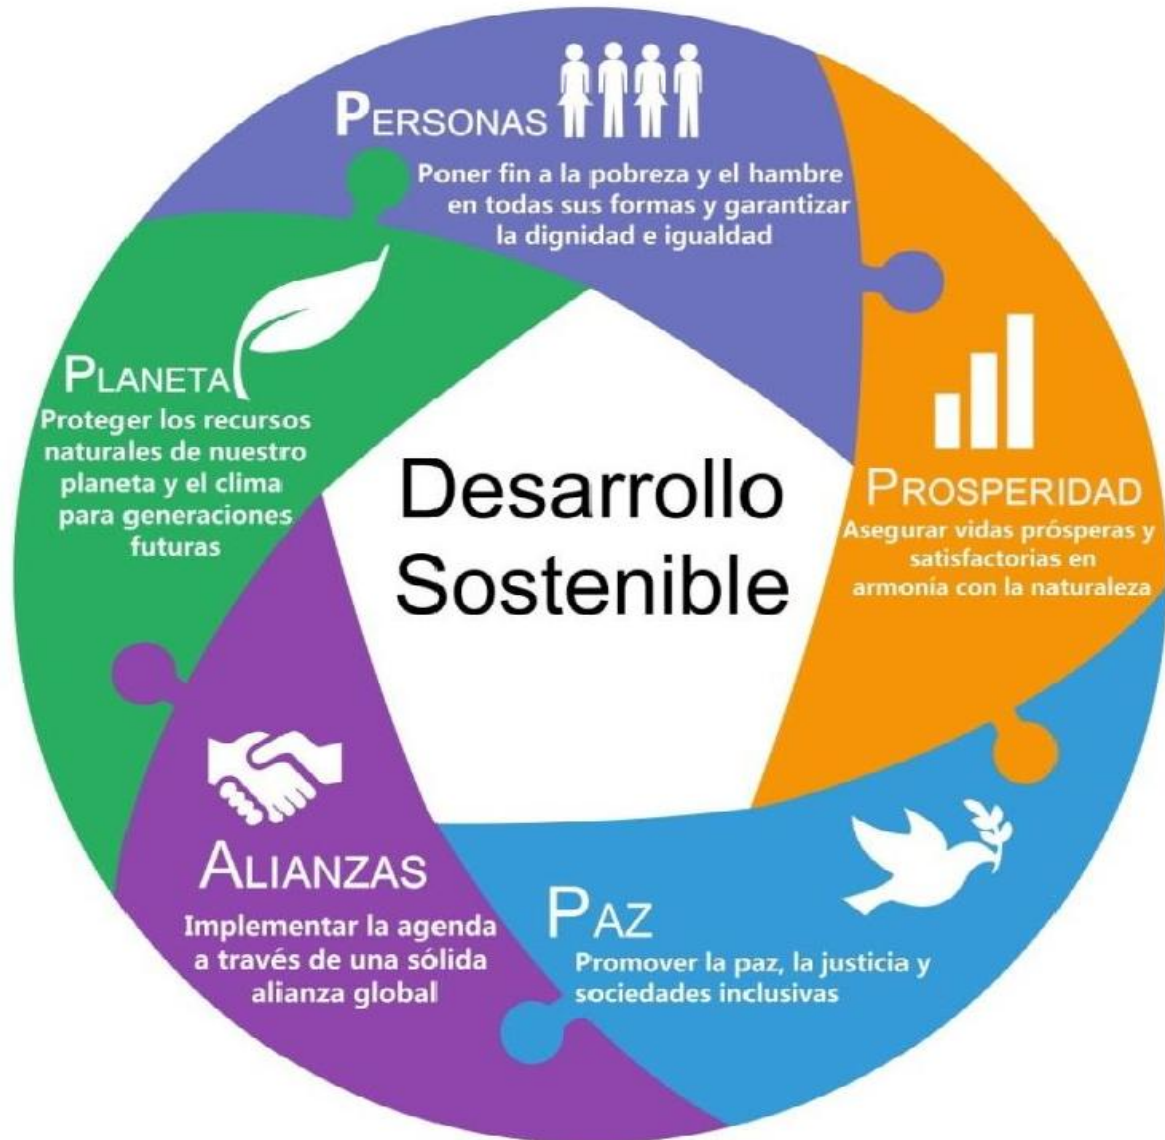 PERSONAS
Poner fin a la pobreza y el hambre
en todas sus formas y garantizar
la dignidad e igualdad
PLANETA
Proteger los recursos
naturales de nuestro
planeta y el clima
para generaciones
futuras
Desarrollo
Sostenible
PROSPERIDAD
Asegurar vidas prósperas y
satisfactorias en
armonía con la naturaleza
ALIANZAS
Implementar la agenda
a través de una sólida
alianza global
PAZ
Promover la paz, la justicia y
sociedades inclusivas